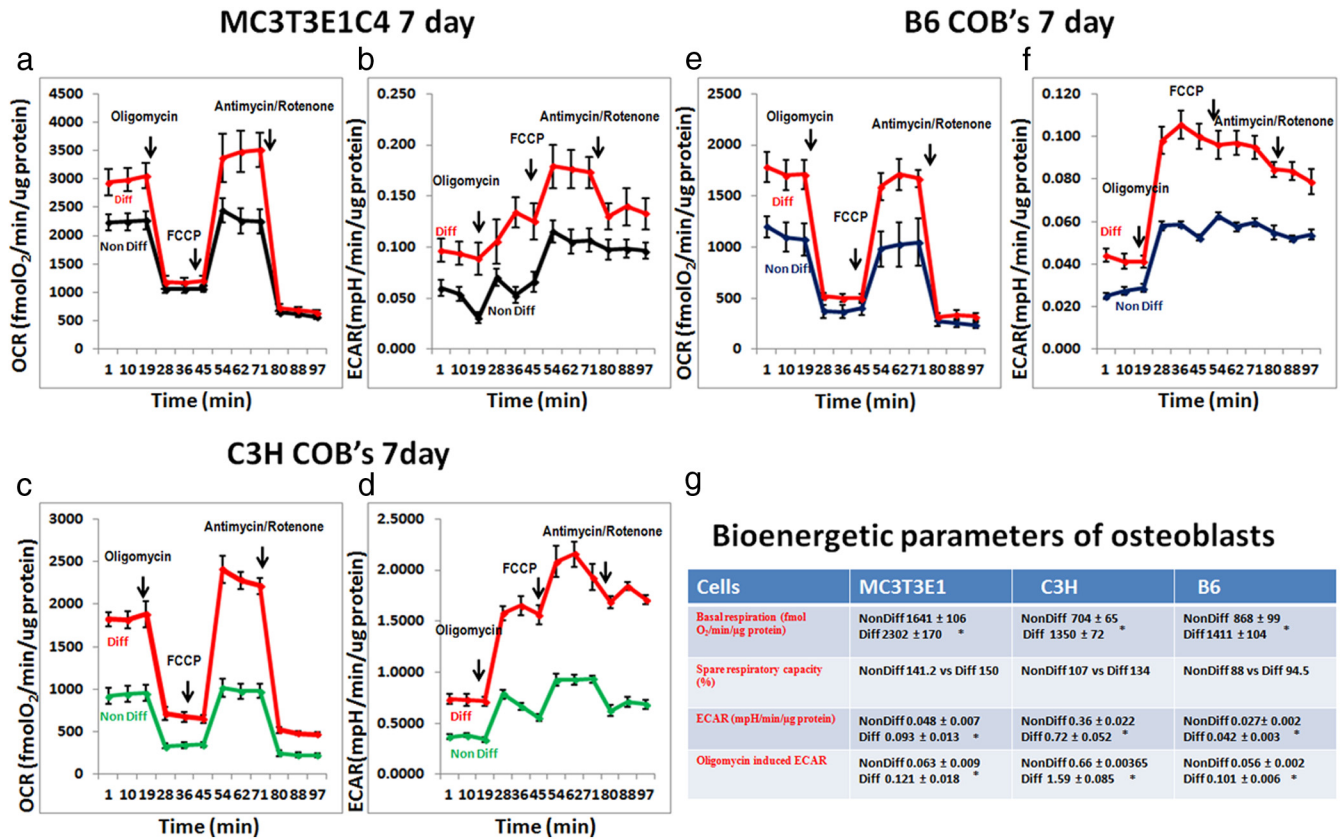 MC3T3E1C4 7 day
B6 COB's 7 day
a
OCR (fmolO₂/min/ug protein)
4500
4000
3500
3000
2500
2000
1500
1000
500
0
Oligomycin
Antimycin/Rotenone
Diff
Non Diff
FCCP
1 10 19 28 36 45 54 62 71 80 88 97
Time (min)
b
ECAR(mpH /min/ug protein)
0.250
0.200
0.150
0.100
0.050
0.000
Antimycin/Rotenone
FCCP
Oligomycin
Diff
Non Diff
1 10 19 28 36 45 54 62 71 80 88 97
Time (min)
e
OCR (fmolO₂/min/ug protein)
2500
2000
1500
1000
500
0
Oligomycin
Antimycin/Rotenone
Diff
FCCP
Non Diff
1 10 19 28 36 45 54 62 71 80 88 97
Time (min)
f
ECAR(mpH /min/ug protein)
0.120
0.100
0.080
0.060
0.040
0.020
0.000
FCCP
Antimycin/Rotenone
Oligomycin
Diff
Non Diff
1 10 19 28 36 45 54 62 71 80 88 97
Time (min)
C3H COB's 7day
c
OCR (fmolO₂/min/ug protein)
3000
2500
2000
1500
1000
500
0
Antimycin/Rotenone
Oligomycin
Diff
FCCP
Non Diff
1 10 19 28 36 45 54 62 71 80 88 97
Time (min)
d
ECAR(mpH /min/ug protein)
2.5000
2.0000
1.5000
1.0000
0.5000
0.0000
Antimycin/Rotenone
FCCP
Oligomycin
Diff
Non Diff
1 10 19 28 36 45 54 62 71 80 88 97
Time (min)
g
Bioenergetic parameters of osteoblasts
Cells MC3T3E1 C3H B6
Basal respiration (fmol NonDiff 1641 ± 106 NonDiff 704 ± 65 NonDiff 868 ± 99
O₂/min/µg protein) Diff 2302 ± 170 * Diff 1350 ± 72 * Diff 1411 ± 104 *
Spare respiratory capacity NonDiff 141.2 vs Diff 150 NonDiff 107 vs Diff 134 NonDiff 88 vs Diff 94.5
(%)
ECAR (mpH/min/µg protein) NonDiff 0.048 ± 0.007 NonDiff 0.36 ± 0.022 NonDiff 0.027± 0.002
Diff 0.093 ± 0.013 * Diff 0.72 ± 0.052 * Diff 0.042 ± 0.003 *
Oligomycin induced ECAR NonDiff 0.063 ± 0.009 NonDiff 0.66 ± 0.00365 NonDiff 0.056 ± 0.002
Diff 0.121 ± 0.018 * Diff 1.59 ± 0.085 * Diff 0.101 ± 0.006 *